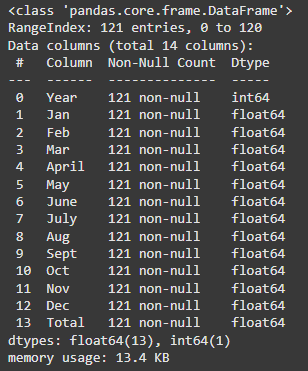 <class 'pandas.core.frame.DataFrame'>
RangeIndex: 121 entries, 0 to 120
Data columns (total 14 columns):
 #   Column  Non-Null Count  Dtype
---  ------  --------------  -----
 0   Year    121 non-null    int64
 1   Jan     121 non-null    float64
 2   Feb     121 non-null    float64
 3   Mar     121 non-null    float64
 4   April   121 non-null    float64
 5   May     121 non-null    float64
 6   June    121 non-null    float64
 7   July    121 non-null    float64
 8   Aug     121 non-null    float64
 9   Sept    121 non-null    float64
 10  Oct     121 non-null    float64
 11  Nov     121 non-null    float64
 12  Dec     121 non-null    float64
 13  Total   121 non-null    float64
dtypes: float64(13), int64(1)
memory usage: 13.4 KB